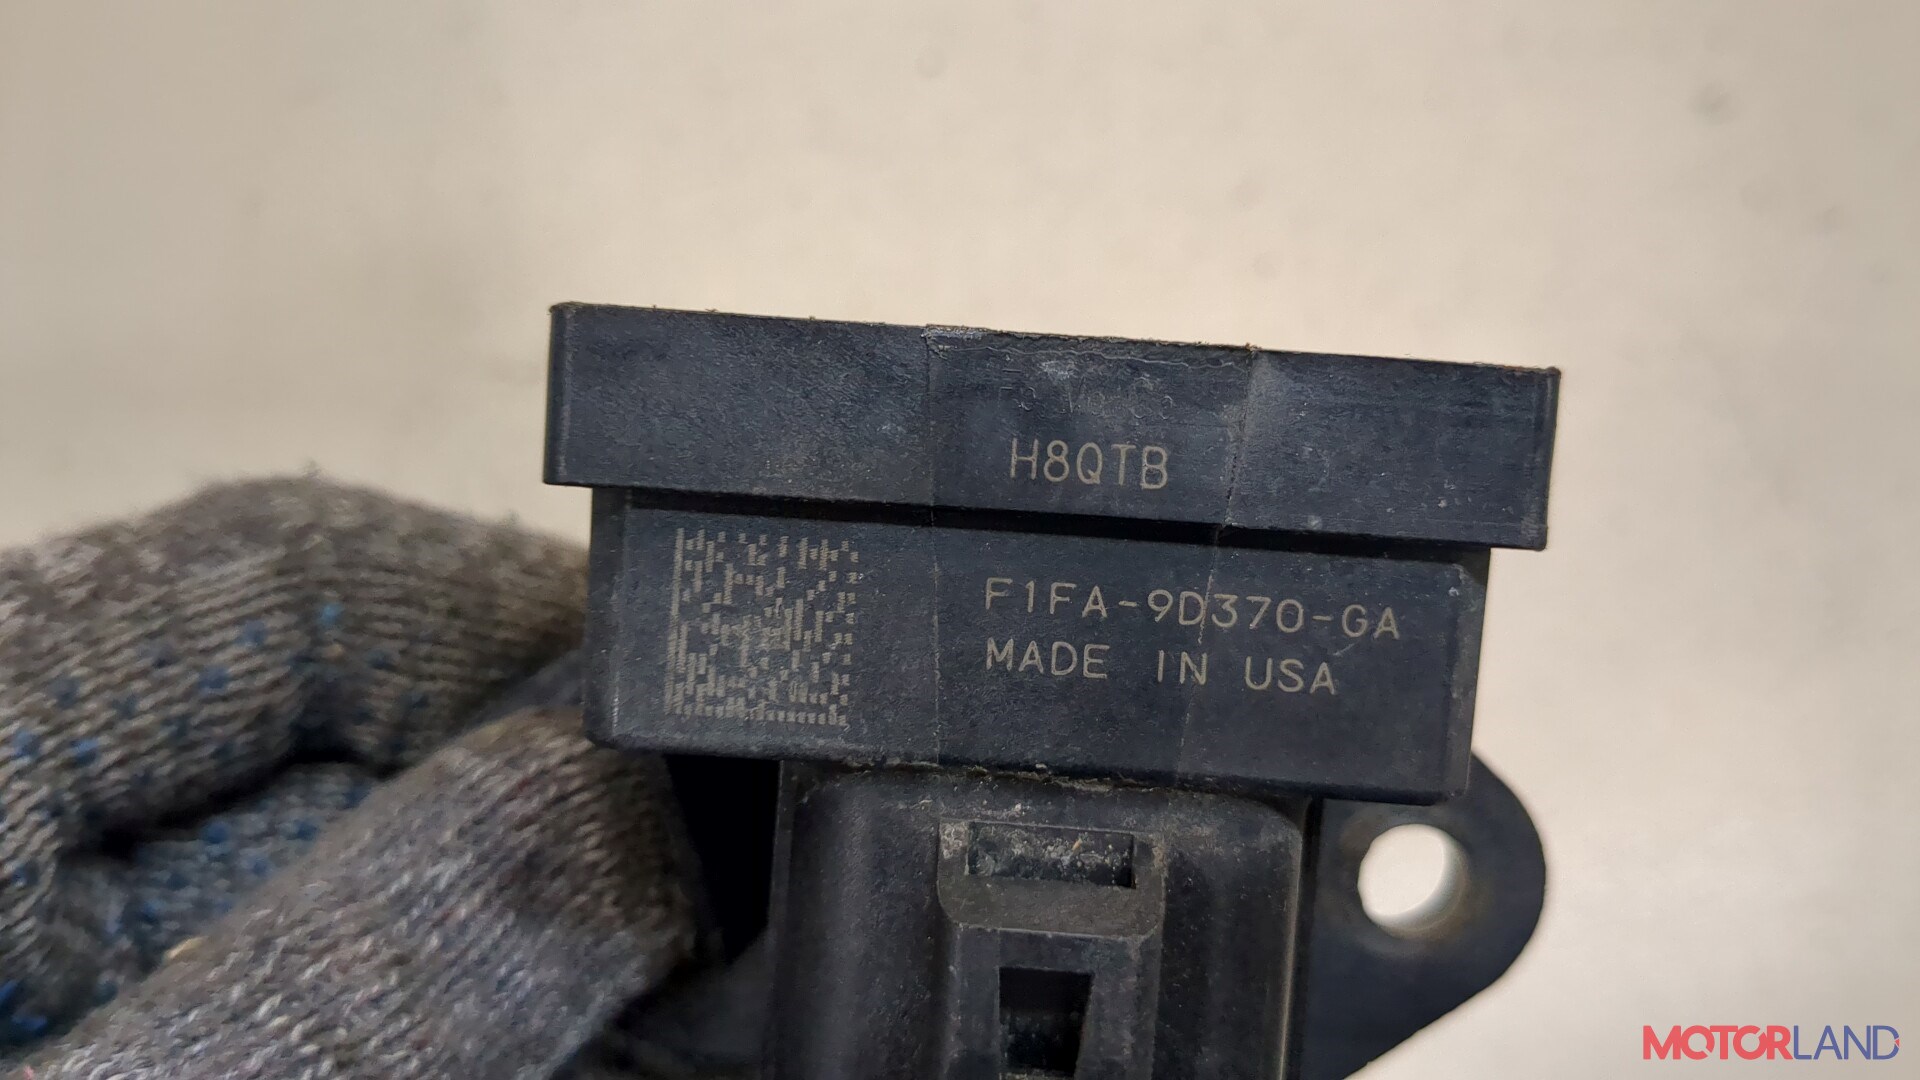 H8QTB
F1FA-9D370-GA
MADE IN USA
MOTORLAND